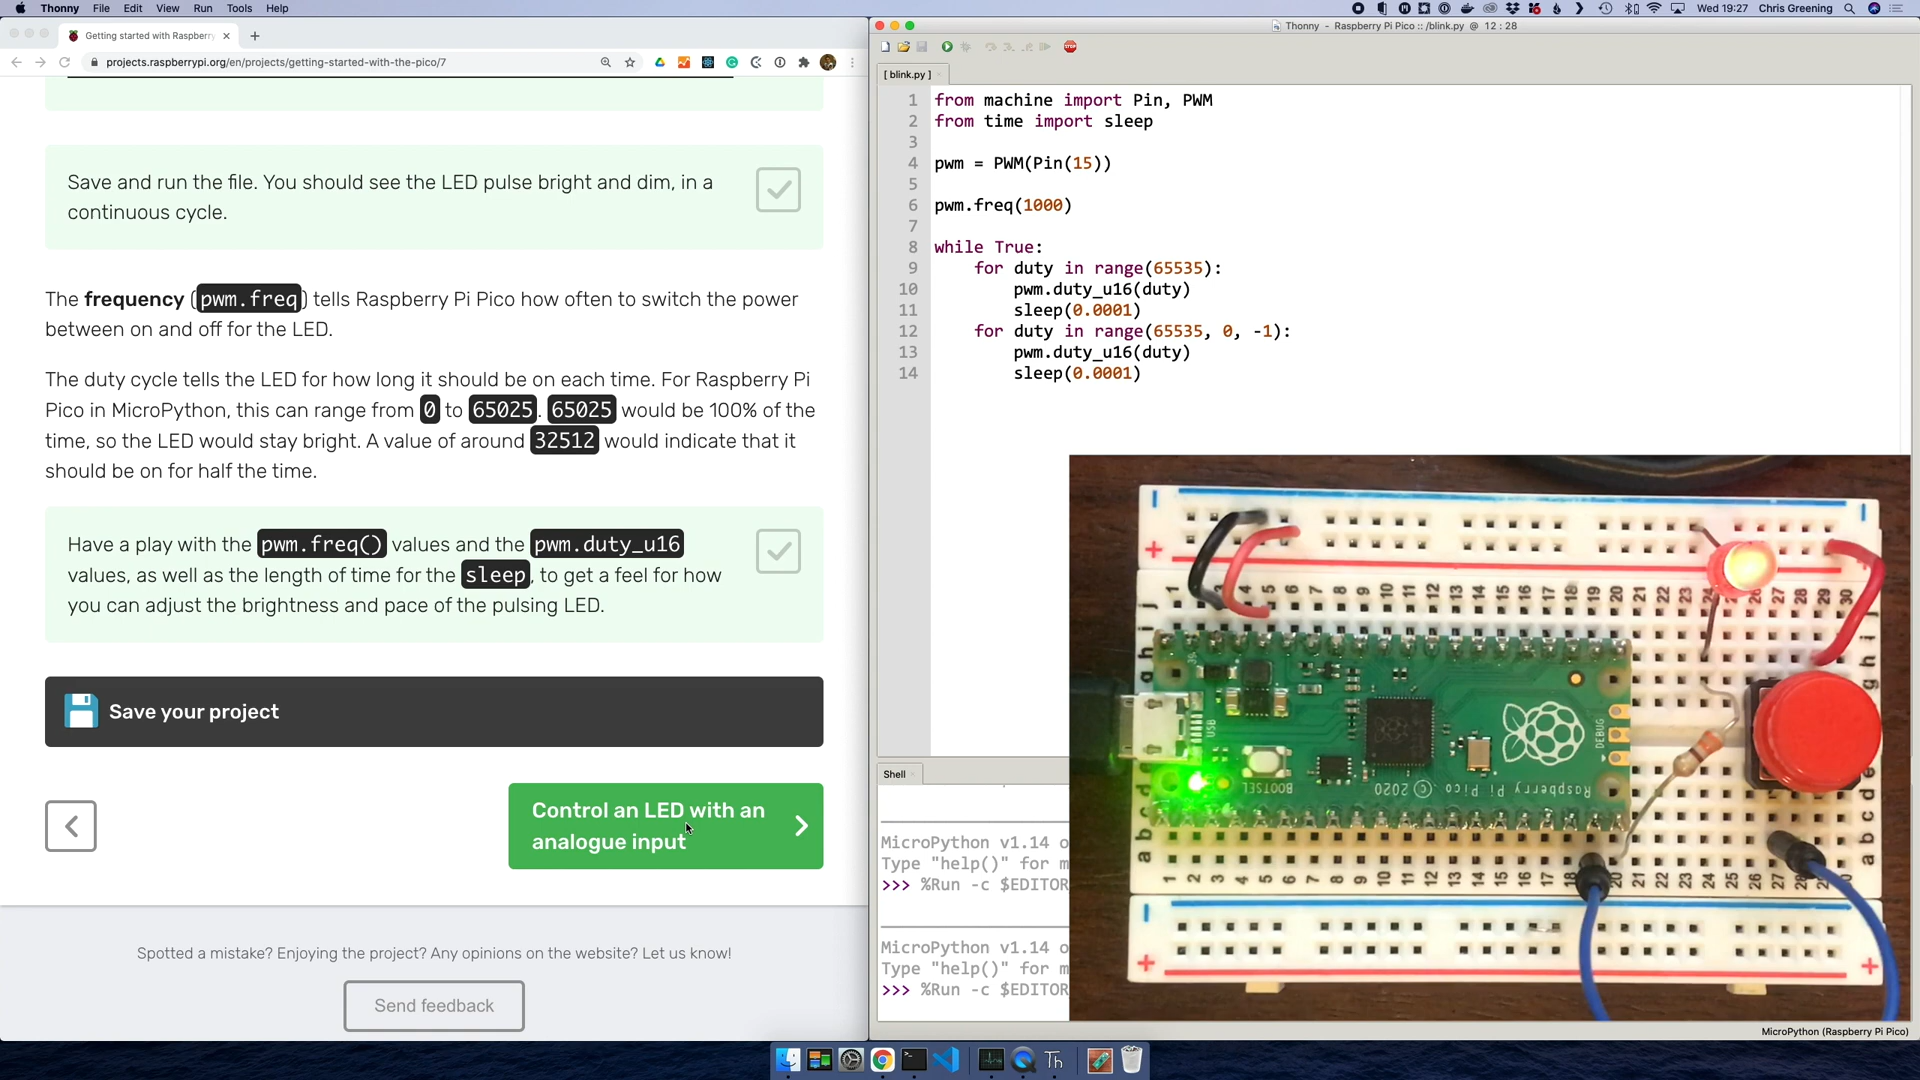 Thonny File Edit View Run Tools Help
Wed 19:27 Chris Greening
Getting started with Raspberry
projects.raspberrypi.org/en/projects/getting-started-with-the-pico/7
Save and run the file. You should see the LED pulse bright and dim, in a
continuous cycle.
The frequency (pwm.freq) tells Raspberry Pi Pico how often to switch the power
between on and off for the LED.
The duty cycle tells the LED for how long it should be on each time. For Raspberry Pi
Pico in MicroPython, this can range from 0 to 65025. 65025 would be 100% of the
time, so the LED would stay bright. A value of around 32512 would indicate that it
should be on for half the time.
Have a play with the pwm.freq() values and the pwm.duty_u16
values, as well as the length of time for the sleep, to get a feel for how
you can adjust the brightness and pace of the pulsing LED.
Save your project
Control an LED with an
analogue input
Spotted a mistake? Enjoying the project? Any opinions on the website? Let us know!
Send feedback
Thonny - Raspberry Pi Pico :: /blink.py @ 12 : 28
STOP
[ blink.py ]
1 from machine import Pin, PWM
2 from time import sleep
3
4 pwm = PWM(Pin(15))
5
6 pwm.freq(1000)
7
8 while True:
9 for duty in range(65535):
10 pwm.duty_u16(duty)
11 sleep(0.0001)
12 for duty in range(65535, 0, -1):
13 pwm.duty_u16(duty)
14 sleep(0.0001)
Shell
MicroPython v1.14 o
Type "help()" for m
>>> %Run -c $EDITOR
MicroPython v1.14 o
Type "help()" for m
>>> %Run -c $EDITOR
USB
BOOTSEL
DEBUG
Raspberry Pi Pico © 2020
MicroPython (Raspberry Pi Pico)
Th